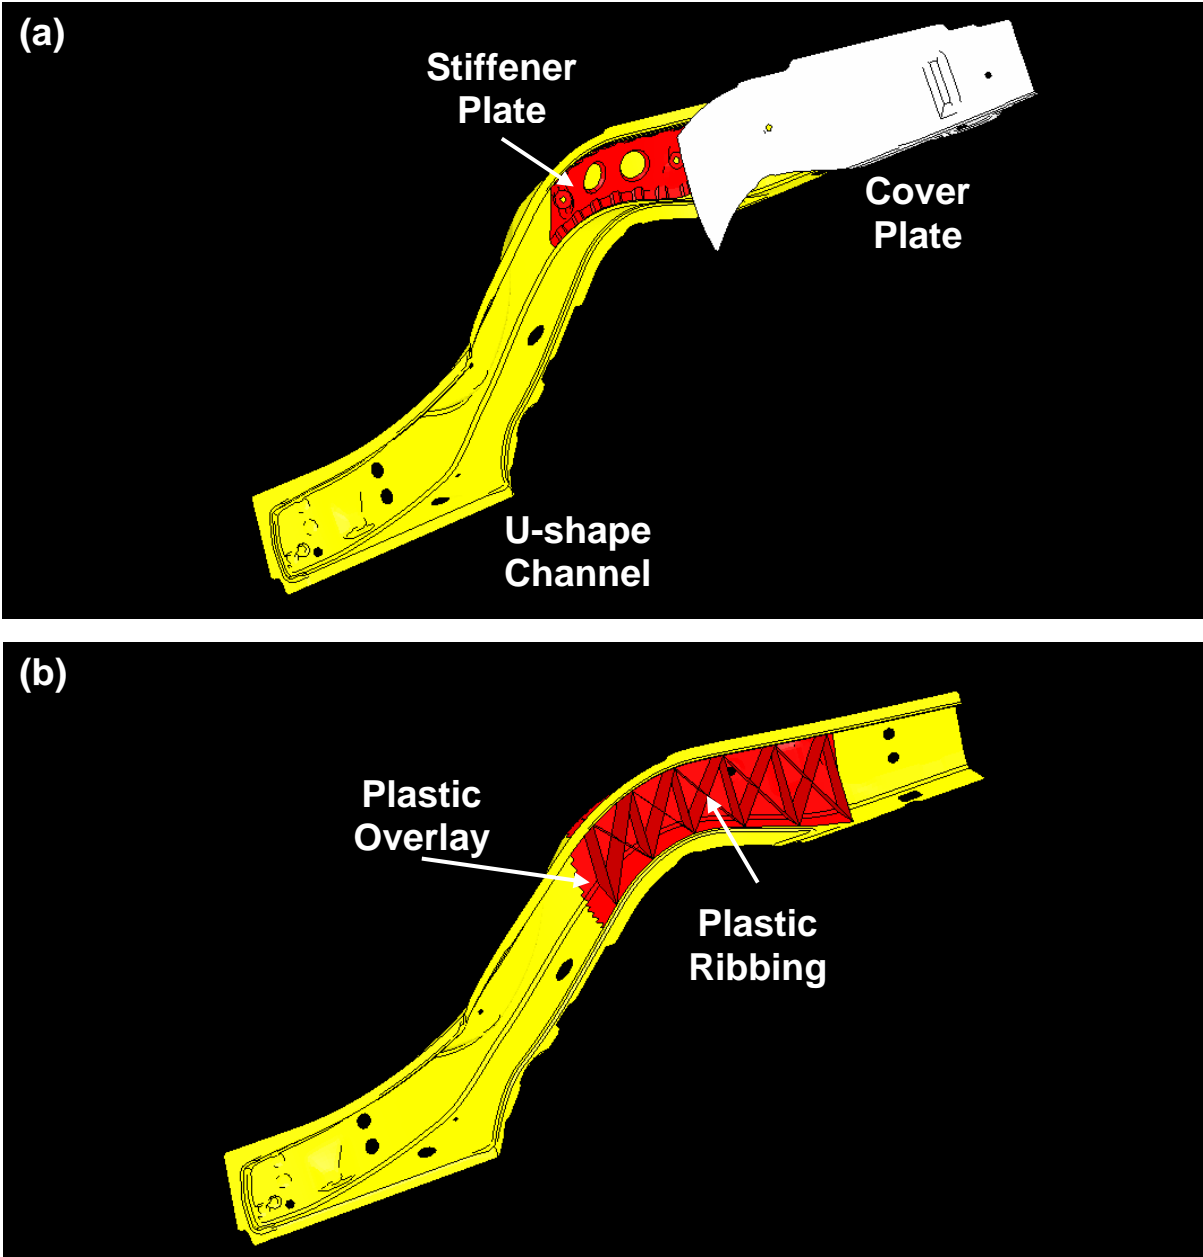 (a)
Stiffener
Plate
Cover
Plate
U-shape
Channel
(b)
Plastic
Overlay
Plastic
Ribbing